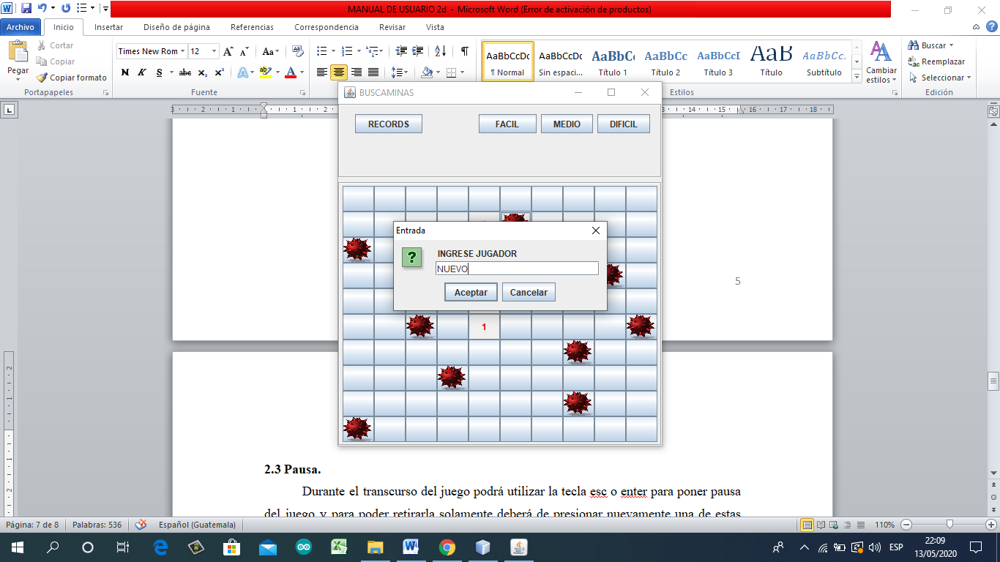 MANUAL DE USUARIO 2d - Microsoft Word (Error de activación de productos)
Archivo Inicio Insertar Diseño de página Referencias Correspondencia Revisar Vista
Pegar
Cortar
Copiar
Copiar formato
Portapapeles
Times New Rom 12
N K S abc x₂ x²
Fuente
AaBbCcDc AaBbCcDc AaBbCc AaBbCc AaBbCcI AaB AaBbCc
¶ Normal Sin espaci... Título 1 Título 2 Título 3 Título Subtítulo
Cambiar estilos
Estilos
Buscar
Reemplazar
Seleccionar
Edición
BUSCAMINAS
RECORDS FACIL MEDIO DIFICIL
Entrada
INGRESE JUGADOR
NUEVO
Aceptar Cancelar
1
5
2.3 Pausa.
Durante el transcurso del juego podrá utilizar la tecla esc o enter para poner pausa
del juego y para poder retirarla solamente deberá de presionar nuevamente una de estas
Página: 7 de 8 Palabras: 536 Español (Guatemala) 110%
ESP
22:09
13/05/2020